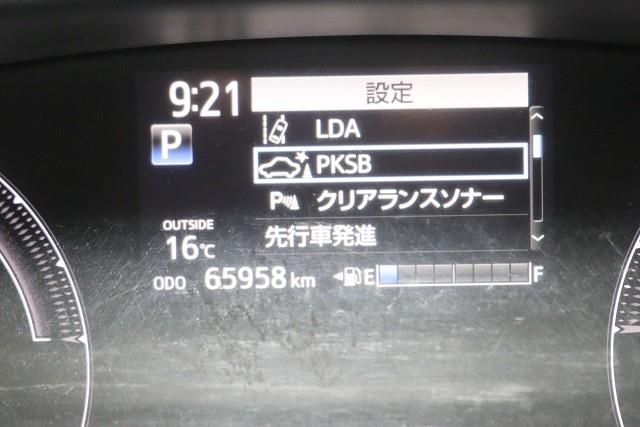 9:21
設定
LDA
P
PKSB
P クリアランスソナー
OUTSIDE
16℃
先行車発進
ODO 65958 km
E F